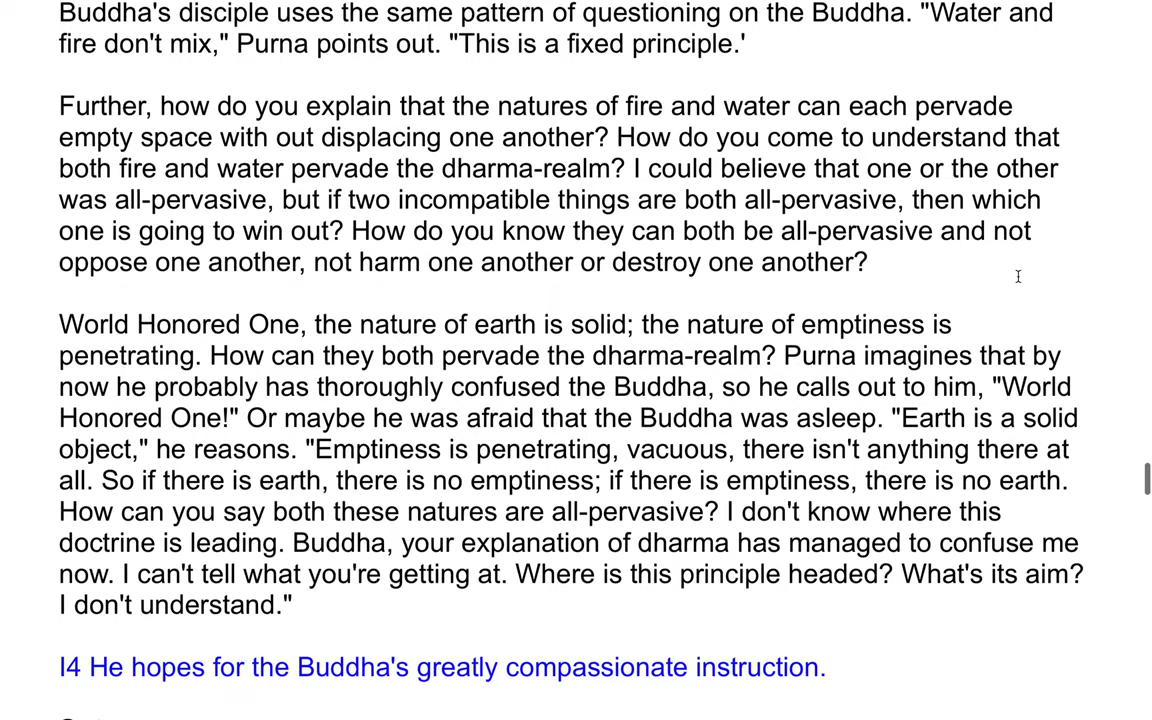 Buddha's disciple uses the same pattern of questioning on the Buddha. "Water and
fire don't mix," Purna points out. "This is a fixed principle.'
Further, how do you explain that the natures of fire and water can each pervade
empty space with out displacing one another? How do you come to understand that
both fire and water pervade the dharma-realm? I could believe that one or the other
was all-pervasive, but if two incompatible things are both all-pervasive, then which
one is going to win out? How do you know they can both be all-pervasive and not
oppose one another, not harm one another or destroy one another?
World Honored One, the nature of earth is solid; the nature of emptiness is
penetrating. How can they both pervade the dharma-realm? Purna imagines that by
now he probably has thoroughly confused the Buddha, so he calls out to him, "World
Honored One!" Or maybe he was afraid that the Buddha was asleep. "Earth is a solid
object," he reasons. "Emptiness is penetrating, vacuous, there isn't anything there at
all. So if there is earth, there is no emptiness; if there is emptiness, there is no earth.
How can you say both these natures are all-pervasive? I don't know where this
doctrine is leading. Buddha, your explanation of dharma has managed to confuse me
now. I can't tell what you're getting at. Where is this principle headed? What's its aim?
I don't understand."
I4 He hopes for the Buddha's greatly compassionate instruction.